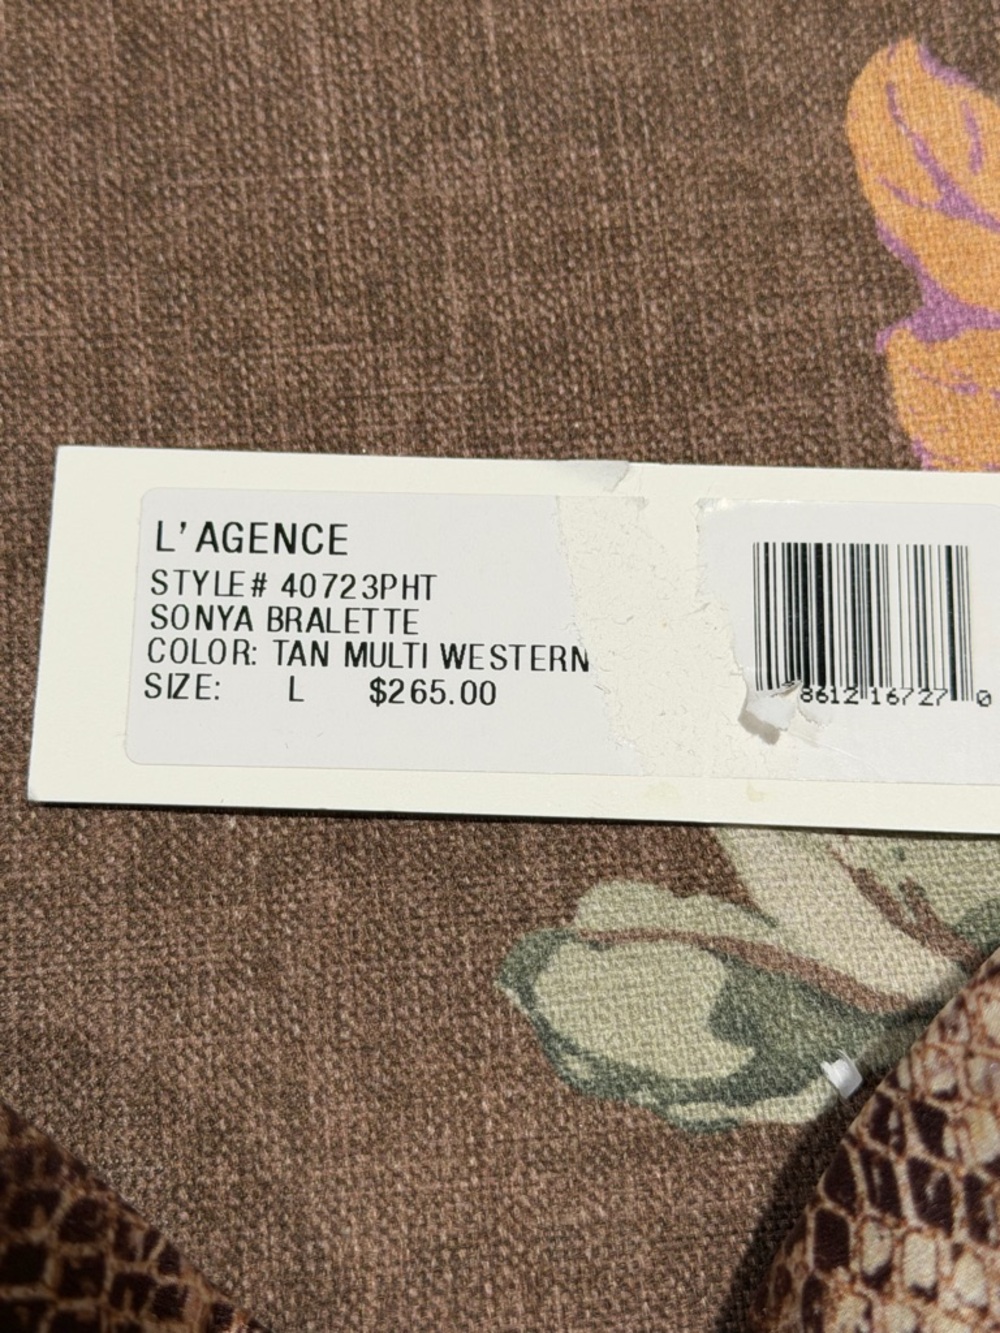 L'AGENCE
STYLE# 40723PHT
SONYA BRALETTE
COLOR: TAN MULTI WESTERN
SIZE: L $265.00
8612 16727 0